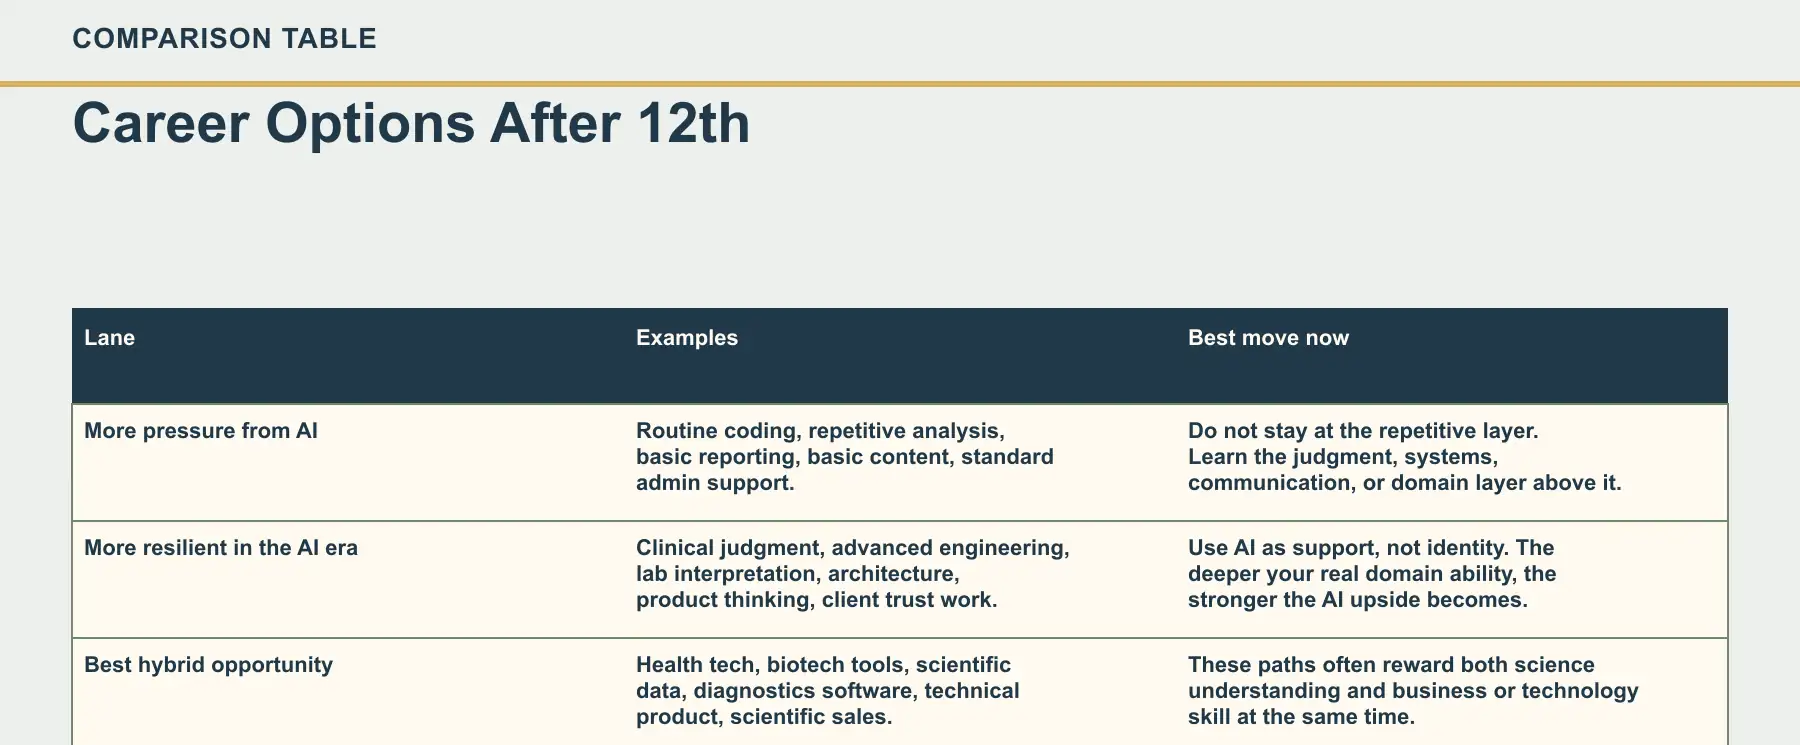 COMPARISON TABLE
Career Options After 12th
Lane
Examples
Best move now
More pressure from AI
Routine coding, repetitive analysis,
basic reporting, basic content, standard
admin support.
Do not stay at the repetitive layer.
Learn the judgment, systems,
communication, or domain layer above it.
More resilient in the AI era
Clinical judgment, advanced engineering,
lab interpretation, architecture,
product thinking, client trust work.
Use AI as support, not identity. The
deeper your real domain ability, the
stronger the AI upside becomes.
Best hybrid opportunity
Health tech, biotech tools, scientific
data, diagnostics software, technical
product, scientific sales.
These paths often reward both science
understanding and business or technology
skill at the same time.